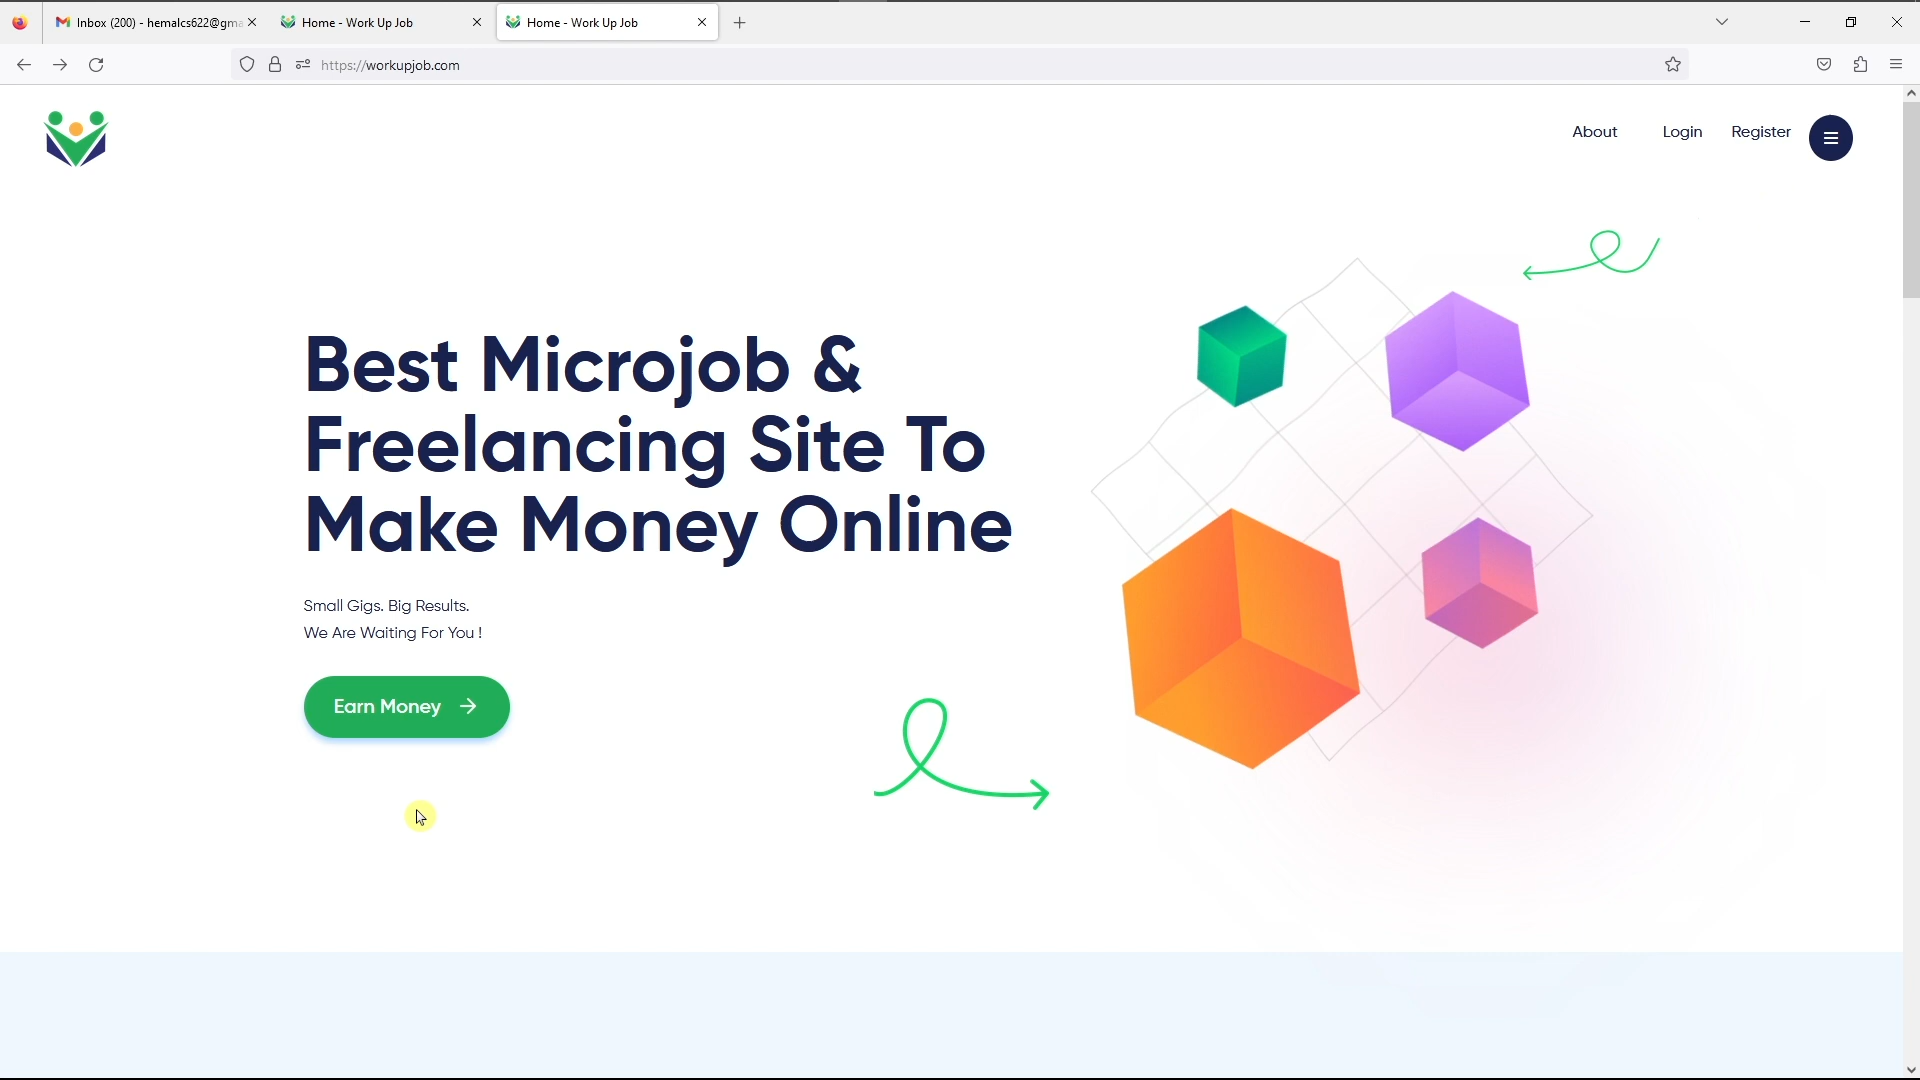 Inbox (200) - hemalcs622@gma
Home - Work Up Job
Home - Work Up Job
https://workupjob.com
About
Login
Register
Best Microjob &
Freelancing Site To
Make Money Online
Small Gigs. Big Results.
We Are Waiting For You !
Earn Money